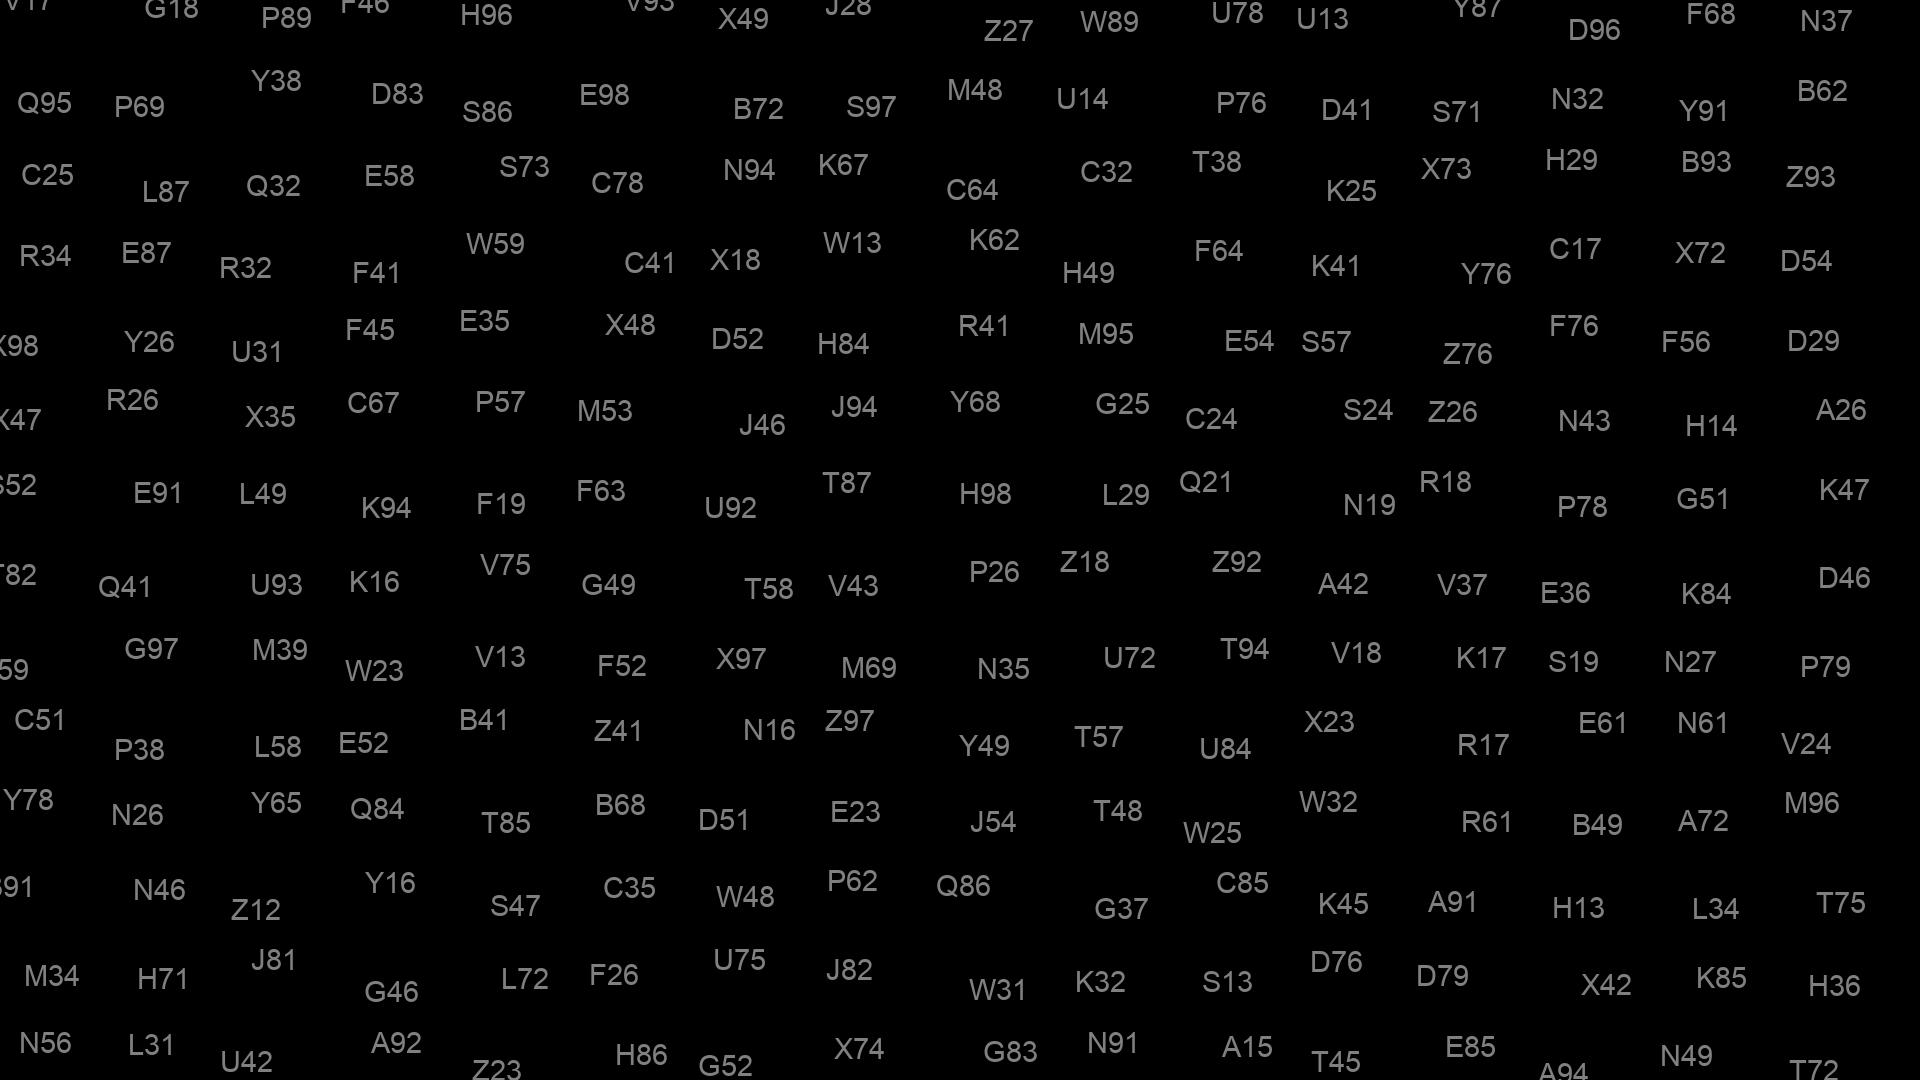 V17 G18 P89 F46 H96 V93 X49 J28 Z27 W89 U78 U13 Y87 D96 F68 N37
Q95 P69 Y38 D83 S86 E98 B72 S97 M48 U14 P76 D41 S71 N32 Y91 B62
C25 L87 Q32 E58 S73 C78 N94 K67 C64 C32 T38 K25 X73 H29 B93 Z93
R34 E87 R32 F41 W59 C41 X18 W13 K62 H49 F64 K41 Y76 C17 X72 D54
X98 Y26 U31 F45 E35 X48 D52 H84 R41 M95 E54 S57 Z76 F76 F56 D29
X47 R26 X35 C67 P57 M53 J46 J94 Y68 G25 C24 S24 Z26 N43 H14 A26
S52 E91 L49 K94 F19 F63 U92 T87 H98 L29 Q21 N19 R18 P78 G51 K47
T82 Q41 U93 K16 V75 G49 T58 V43 P26 Z18 Z92 A42 V37 E36 K84 D46
59 G97 M39 W23 V13 F52 X97 M69 N35 U72 T94 V18 K17 S19 N27 P79
C51 P38 L58 E52 B41 Z41 N16 Z97 Y49 T57 U84 X23 R17 E61 N61 V24
Y78 N26 Y65 Q84 T85 B68 D51 E23 J54 T48 W25 W32 R61 B49 A72 M96
91 N46 Z12 Y16 S47 C35 W48 P62 Q86 G37 C85 K45 A91 H13 L34 T75
M34 H71 J81 G46 L72 F26 U75 J82 W31 K32 S13 D76 D79 X42 K85 H36
N56 L31 U42 A92 Z23 H86 G52 X74 G83 N91 A15 T45 E85 A94 N49 T72